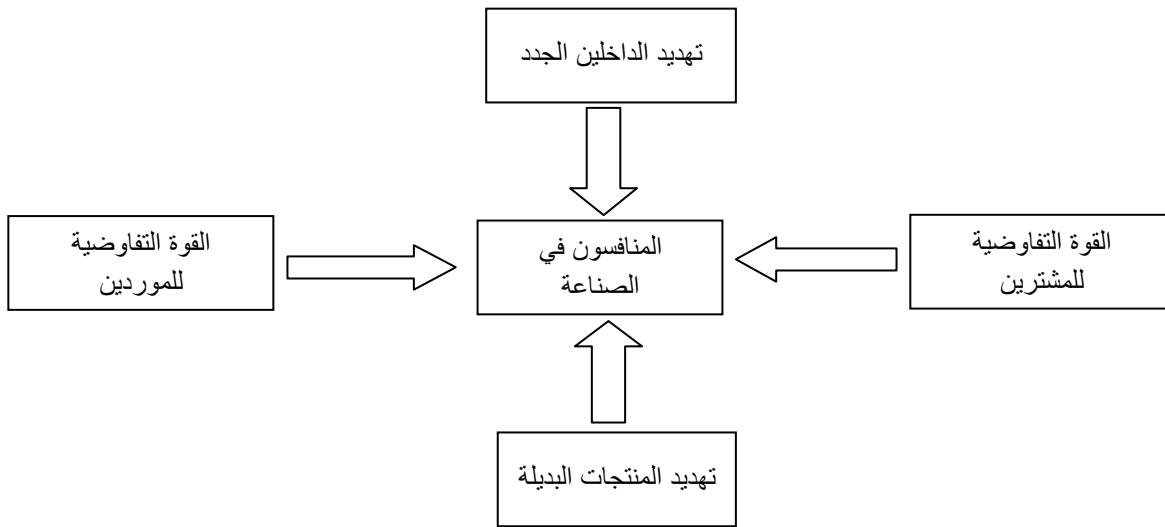 تهديد الداخلين الجدد
القوة التفاوضية
للمشترين
المنافسون في
الصناعة
القوة التفاوضية
للموردين
تهديد المنتجات البديلة